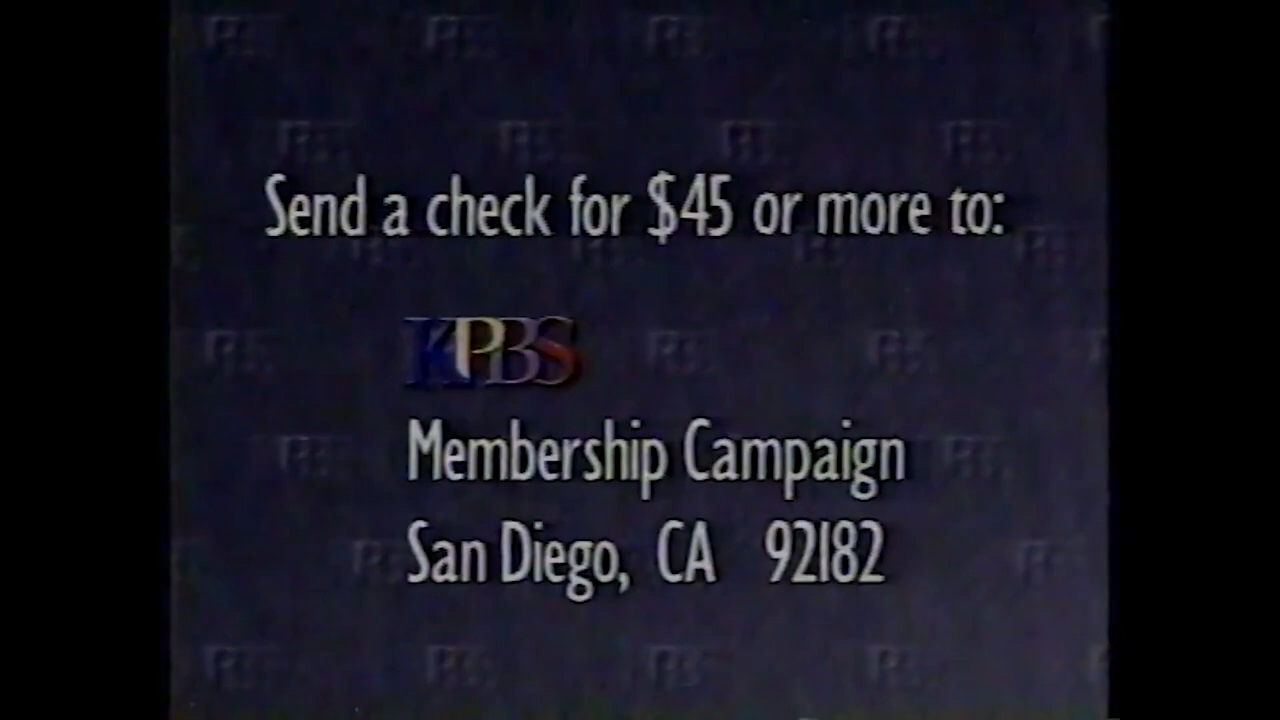 Send a check for $45 or more to:
KPBS
Membership Campaign
San Diego, CA 92182